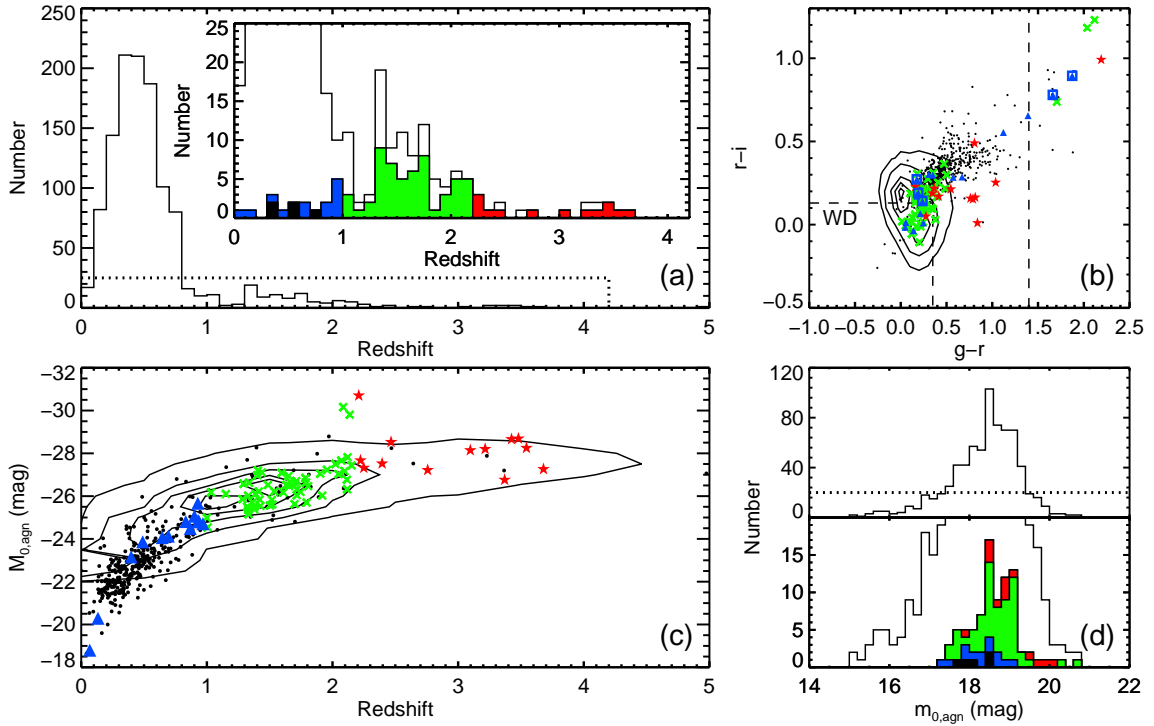 250
200
150
100
50
0
Number
0 1 2 3 4 5
Redshift
(a)
25
20
15
10
5
0
Number
0 1 2 3 4
Redshift
1.0
0.5
0.0
−0.5
r−i
WD
(b)
−1.0 −0.5 0.0 0.5 1.0 1.5 2.0 2.5
g−r
−32
−30
−28
−26
−24
−22
−20
−18
M0,agn (mag)
(c)
0 1 2 3 4 5
Redshift
120
80
40
0
Number
15
10
5
0
(d)
14 16 18 20 22
m0,agn (mag)